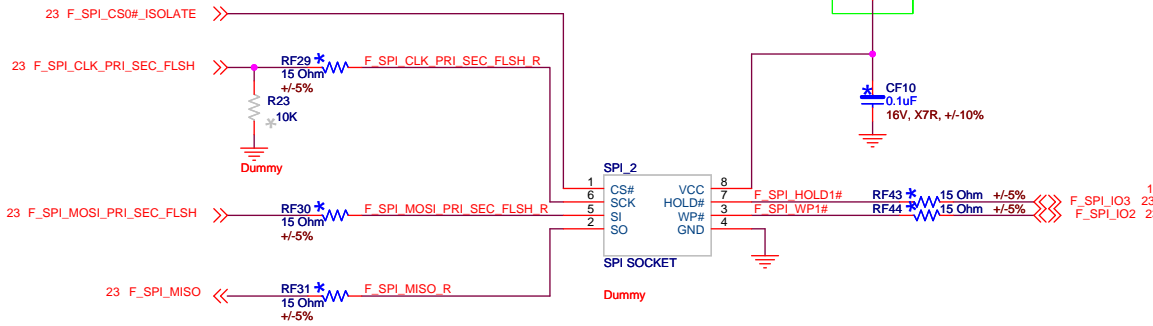 23 F_SPI_CS0#_ISOLATE
23 F_SPI_CLK_PRI_SEC_FLSH
RF29
*
F_SPI_CLK_PRI_SEC_FLSH_R
15 Ohm
+/-5%
R23
*
10K
Dummy
*
CF10
0.1uF
16V, X7R, +/-10%
SPI_2
1 CS# VCC 8
6 SCK HOLD# 7
5 SI WP# 3
2 SO GND 4
SPI SOCKET
Dummy
23 F_SPI_MOSI_PRI_SEC_FLSH
RF30
*
F_SPI_MOSI_PRI_SEC_FLSH_R
15 Ohm
+/-5%
23 F_SPI_MISO
RF31
*
F_SPI_MISO_R
15 Ohm
+/-5%
F_SPI_HOLD1# RF43 * 15 Ohm +/-5%
F_SPI_WP1# RF44 * 15 Ohm +/-5%
F_SPI_IO3 23
F_SPI_IO2